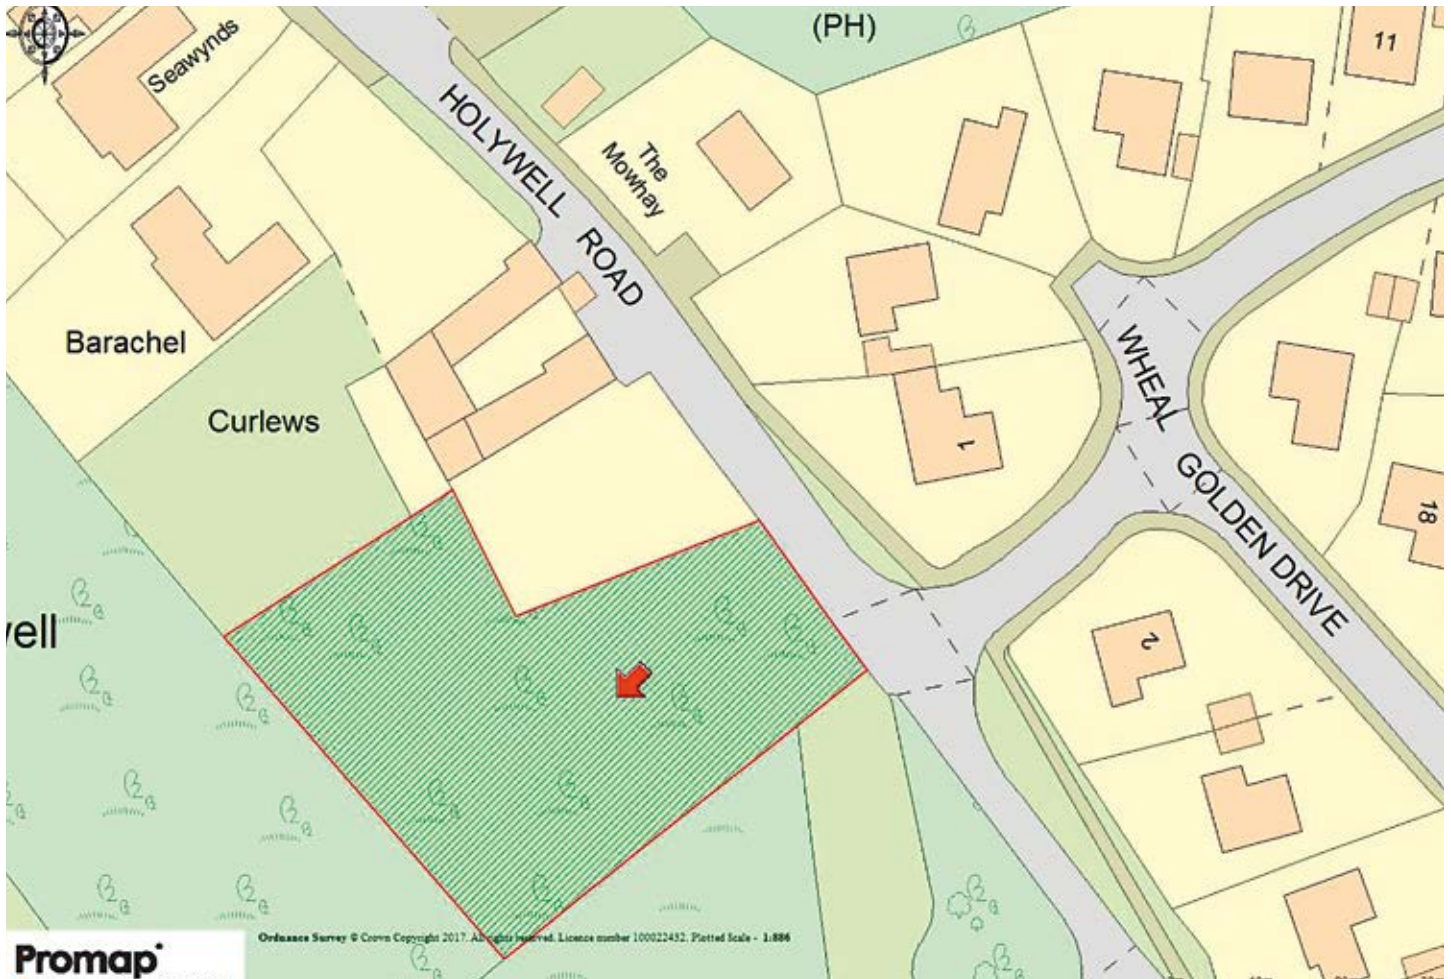 Seawynds
(PH)
11
HOLYWELL ROAD
The
Mowhay
Barachel
Curlews
WHEAL GOLDEN DRIVE
1
18
2
Ordnance Survey © Crown Copyright 2017. All rights reserved. Licence number 100022432. Plotted Scale - 1:886
Promap